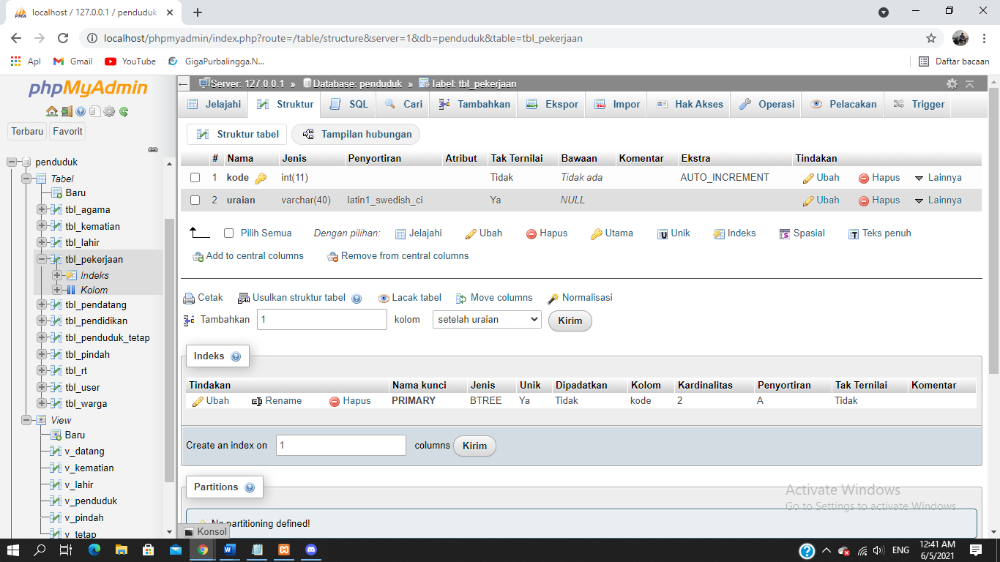 localhost / 127.0.0.1 / penduduk
localhost/phpmyadmin/index.php?route=/table/structure&server=1&db=penduduk&table=tbl_pekerjaan
Apl Gmail YouTube GigaPurbalingga.N... Daftar bacaan
phpMyAdmin
Terbaru Favorit
penduduk
Tabel
Baru
tbl_agama
tbl_kematian
tbl_lahir
tbl_pekerjaan
Indeks
Kolom
tbl_pendatang
tbl_pendidikan
tbl_penduduk_tetap
tbl_pindah
tbl_rt
tbl_user
tbl_warga
View
Baru
v_datang
v_kematian
v_lahir
v_penduduk
v_pindah
v_tetap
Server: 127.0.0.1 » Database: penduduk » Tabel: tbl_pekerjaan
Jelajahi Struktur SQL Cari Tambahkan Ekspor Impor Hak Akses Operasi Pelacakan Trigger
Struktur tabel Tampilan hubungan
# Nama Jenis Penyortiran Atribut Tak Ternilai Bawaan Komentar Ekstra Tindakan
1 kode int(11) Tidak Tidak ada AUTO_INCREMENT Ubah Hapus Lainnya
2 uraian varchar(40) latin1_swedish_ci Ya NULL Ubah Hapus Lainnya
Pilih Semua Dengan pilihan: Jelajahi Ubah Hapus Utama Unik Indeks Spasial Teks penuh
Add to central columns Remove from central columns
Cetak Usulkan struktur tabel Lacak tabel Move columns Normalisasi
Tambahkan 1 kolom setelah uraian Kirim
Indeks
Tindakan Nama kunci Jenis Unik Dipadatkan Kolom Kardinalitas Penyortiran Tak Ternilai Komentar
Ubah Rename Hapus PRIMARY BTREE Ya Tidak kode 2 A Tidak
Create an index on 1 columns Kirim
Partitions
No partitioning defined!
Konsol
Activate Windows
Go to Settings to activate Windows.
ENG
12:41 AM
6/5/2021